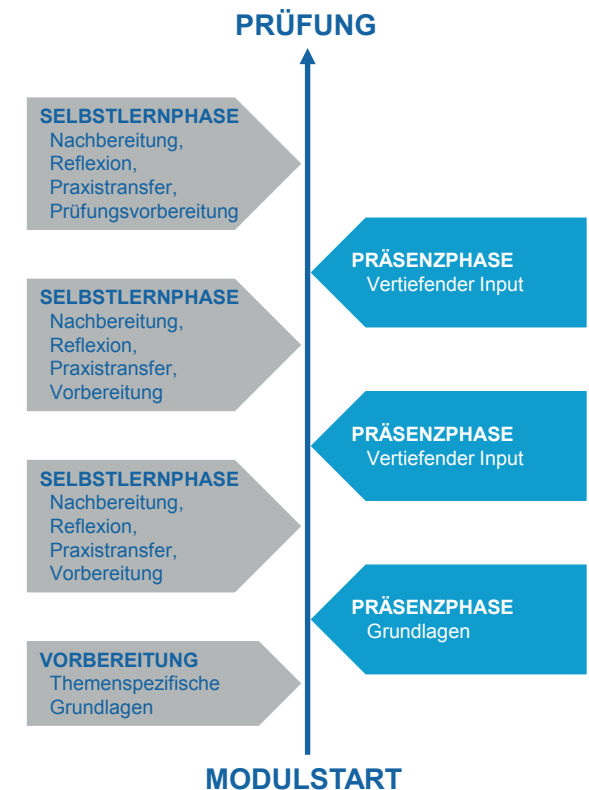 PRÜFUNG
SELBSTLERNPHASE
Nachbereitung,
Reflexion,
Praxistransfer,
Prüfungsvorbereitung
PRÄSENZPHASE
Vertiefender Input
SELBSTLERNPHASE
Nachbereitung,
Reflexion,
Praxistransfer,
Vorbereitung
PRÄSENZPHASE
Vertiefender Input
SELBSTLERNPHASE
Nachbereitung,
Reflexion,
Praxistransfer,
Vorbereitung
PRÄSENZPHASE
Grundlagen
VORBEREITUNG
Themenspezifische
Grundlagen
MODULSTART